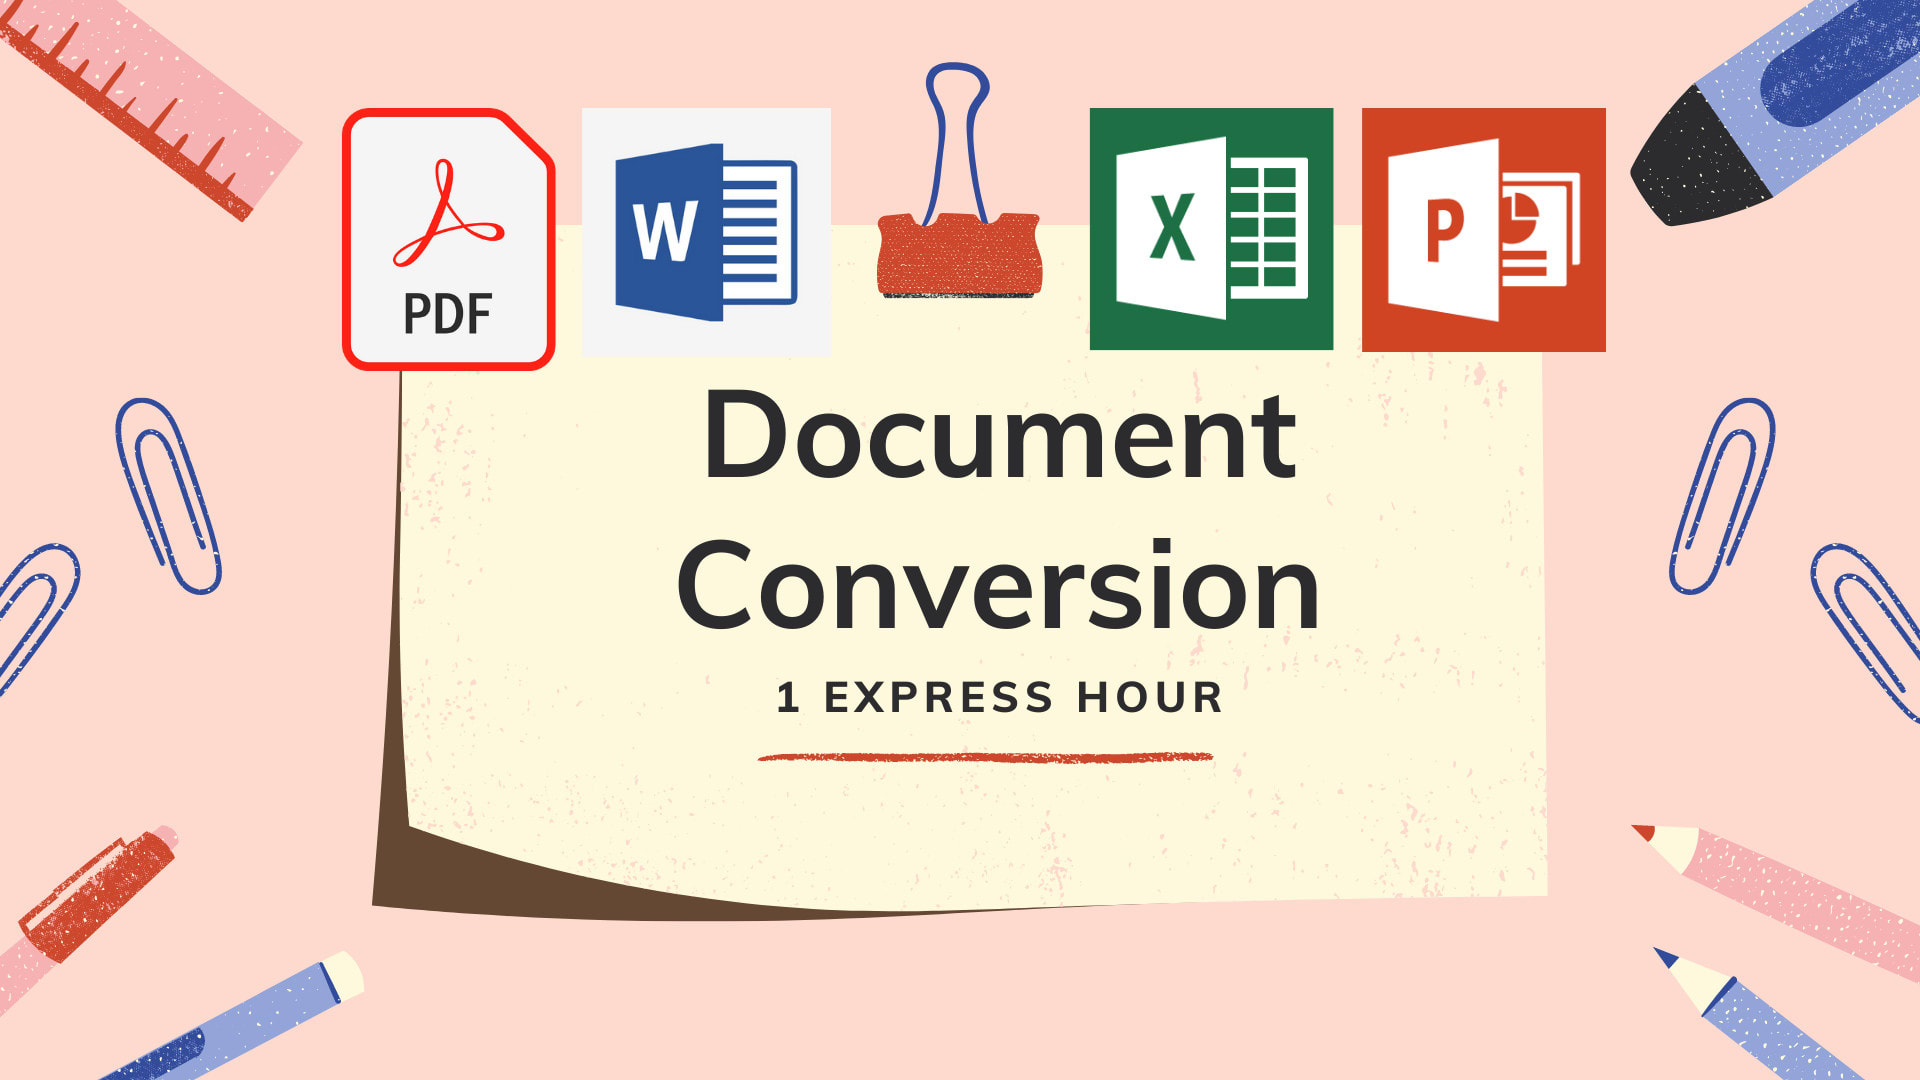 PDF
W
X
P
Document
Conversion
1 EXPRESS HOUR